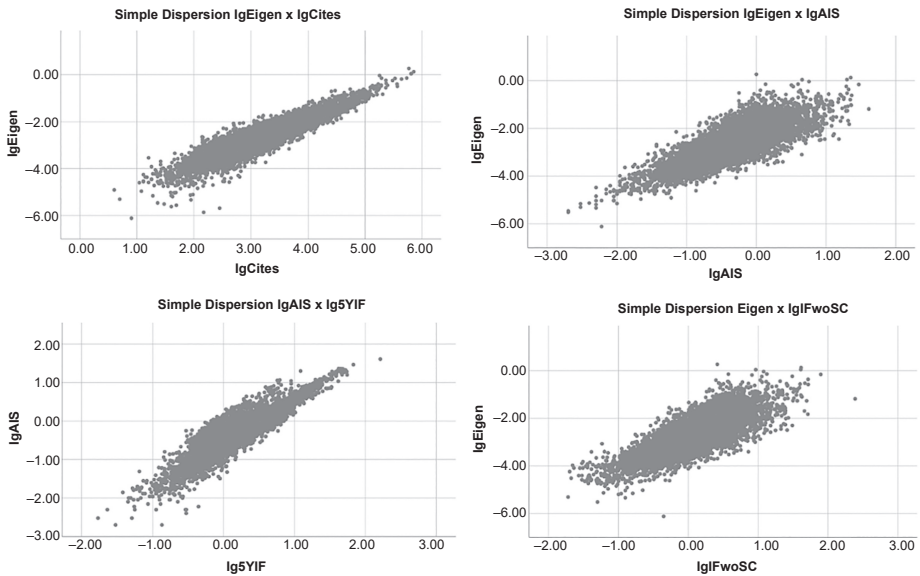 Simple Dispersion lgEigen x lgCites
0.00
–2.00
–4.00
–6.00
lgEigen
0.00 1.00 2.00 3.00 4.00 5.00 6.00
lgCites
Simple Dispersion lgEigen x lgAIS
0.00
–2.00
–4.00
–6.00
lgEigen
–3.00 –2.00 –1.00 0.00 1.00 2.00
lgAIS
Simple Dispersion lgAIS x lg5YIF
2.00
1.00
0.00
–1.00
–2.00
–3.00
lgAIS
–2.00 –1.00 0.00 1.00 2.00 3.00
lg5YIF
Simple Dispersion Eigen x lgIFwoSC
0.00
–2.00
–4.00
–6.00
lgEigen
–2.00 –1.00 0.00 1.00 2.00 3.00
lgIFwoSC